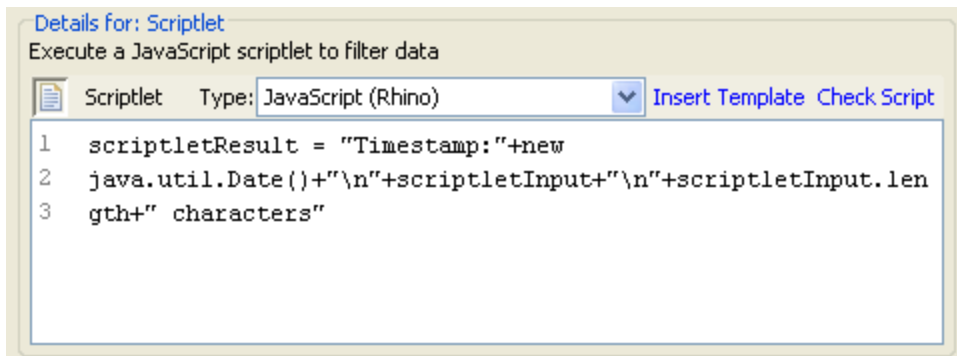 Details for: Scriptlet
Execute a JavaScript scriptlet to filter data
Scriptlet Type: JavaScript (Rhino) Insert Template Check Script
1 scriptletResult = "Timestamp:"+new
2 java.util.Date()+"\n"+scriptletInput+"\n"+scriptletInput.len
3 gth+" characters"